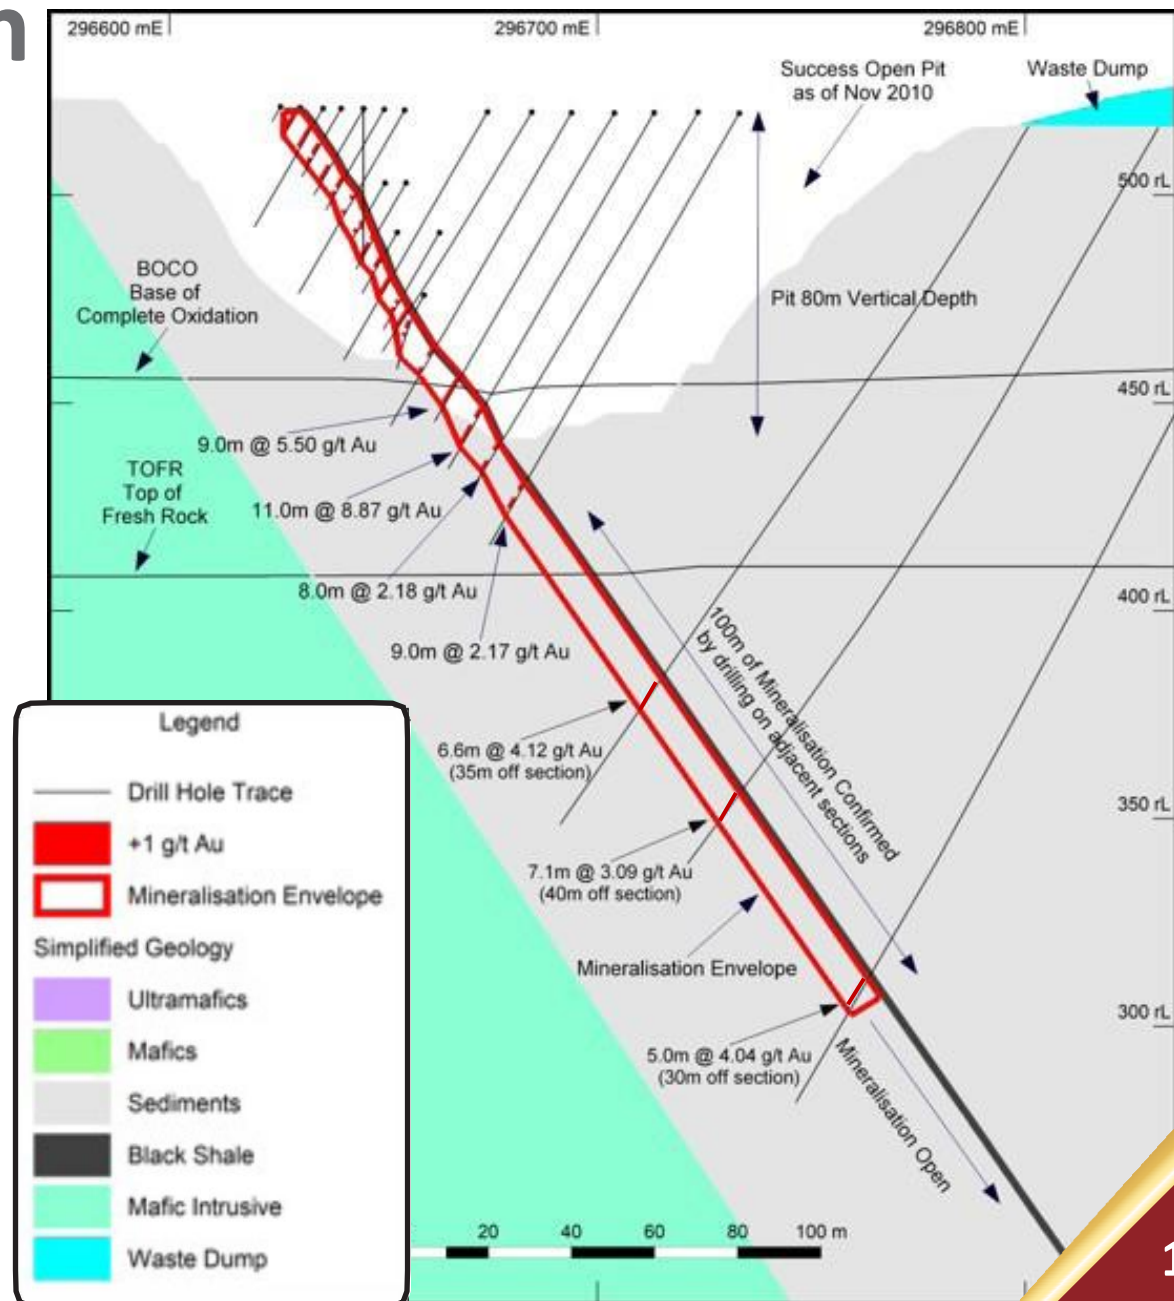 n
296600 mE
296700 mE
296800 mE
Success Open Pit
as of Nov 2010
Waste Dump
500 rL
BOCO
Base of
Complete Oxidation
Pit 80m Vertical Depth
450 rL
9.0m @ 5.50 g/t Au
TOFR
Top of
Fresh Rock
11.0m @ 8.87 g/t Au
8.0m @ 2.18 g/t Au
400 rL
9.0m @ 2.17 g/t Au
100m of Mineralisation Confirmed
by drilling on adjacent sections
6.6m @ 4.12 g/t Au
(35m off section)
350 rL
7.1m @ 3.09 g/t Au
(40m off section)
Mineralisation Envelope
300 rL
5.0m @ 4.04 g/t Au
(30m off section)
Mineralisation Open
Legend
Drill Hole Trace
+1 g/t Au
Mineralisation Envelope
Simplified Geology
Ultramafics
Mafics
Sediments
Black Shale
Mafic Intrusive
Waste Dump
20 40 60 80 100 m
1